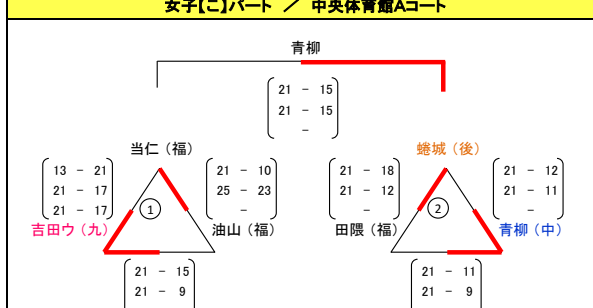 女子【こ】パート ／ 中央体育館Aコート
青柳
21 - 15
21 - 15
-
当仁（福）
蜷城（後）
13 - 21
21 - 17
21 - 17
21 - 10
25 - 23
-
21 - 18
21 - 12
-
21 - 12
21 - 11
-
①
②
吉田ウ（九）
油山（福）
田隈（福）
青柳（中）
21 - 15
21 - 9
21 - 11
21 - 9